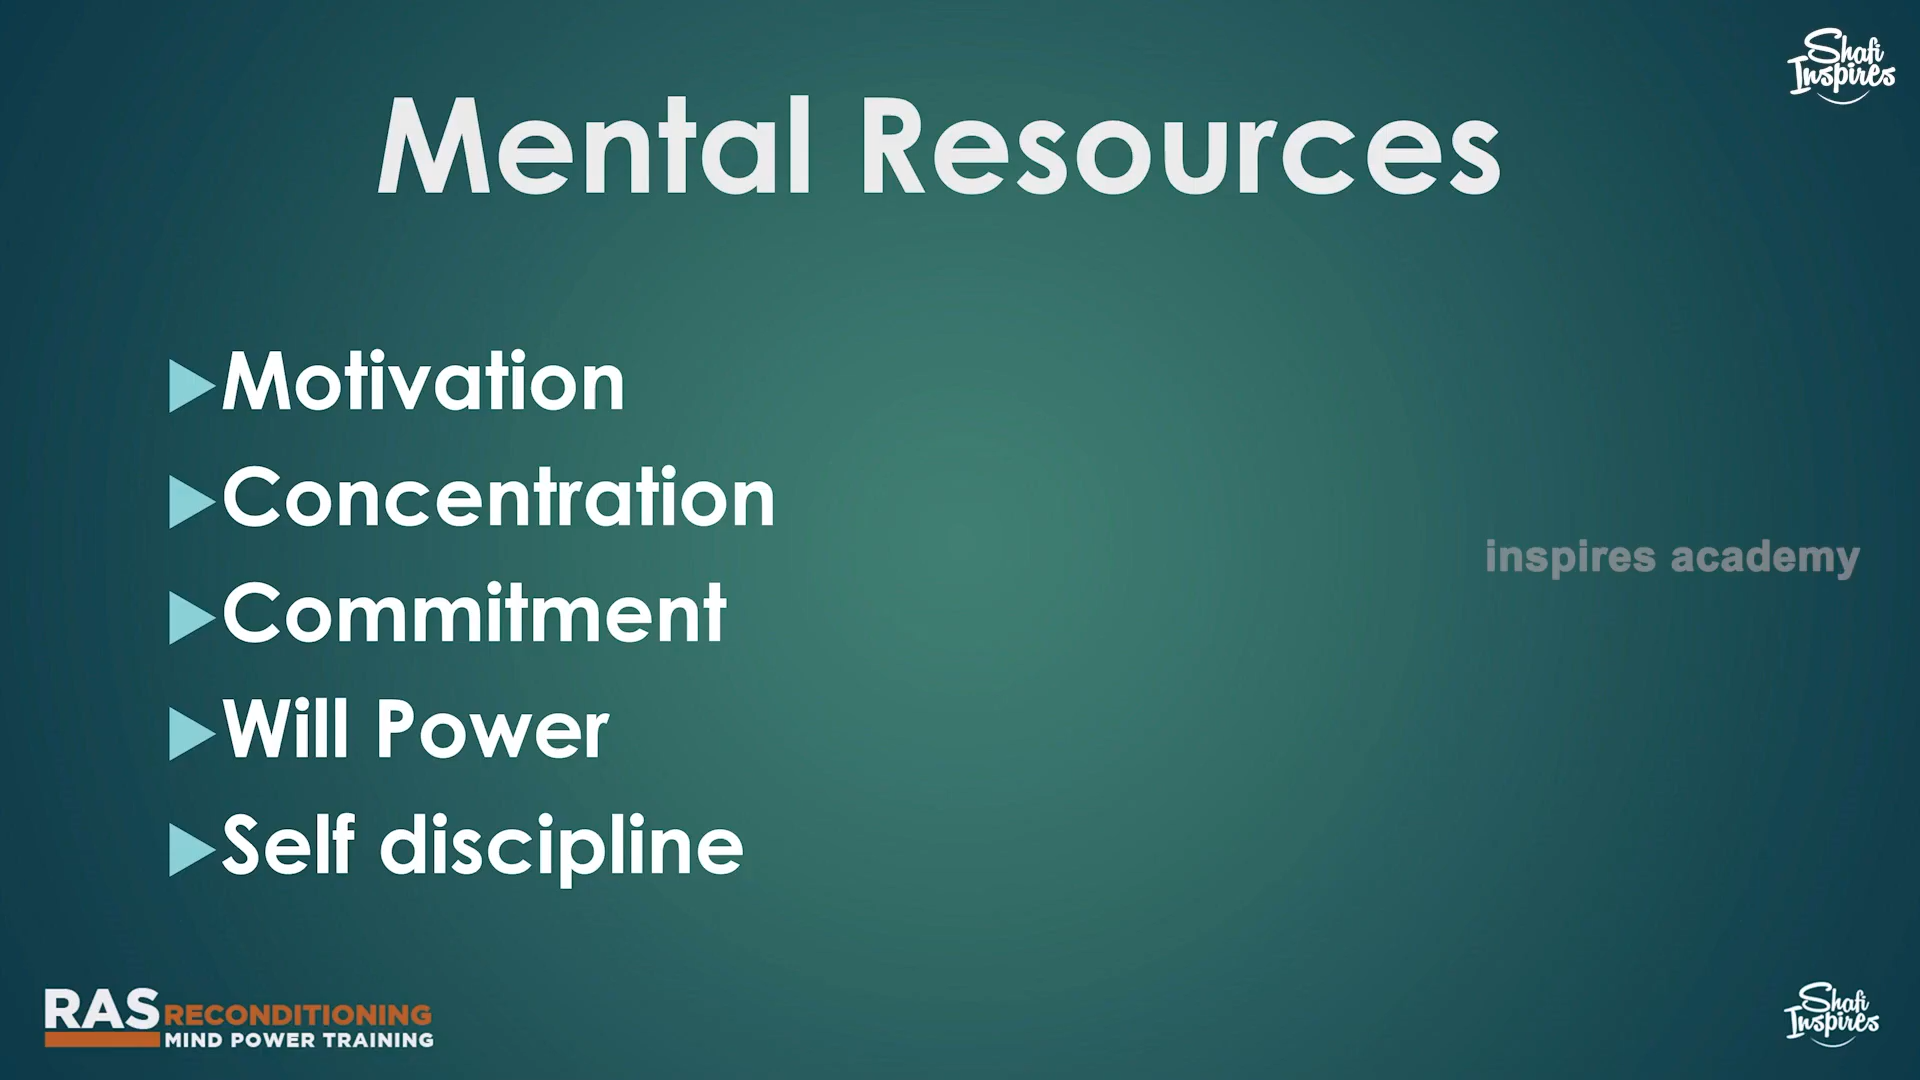 Shafi
Inspires
Mental Resources
Motivation
Concentration
Commitment
inspires academy
Will Power
Self discipline
RAS RECONDITIONING
MIND POWER TRAINING
Shafi
Inspires